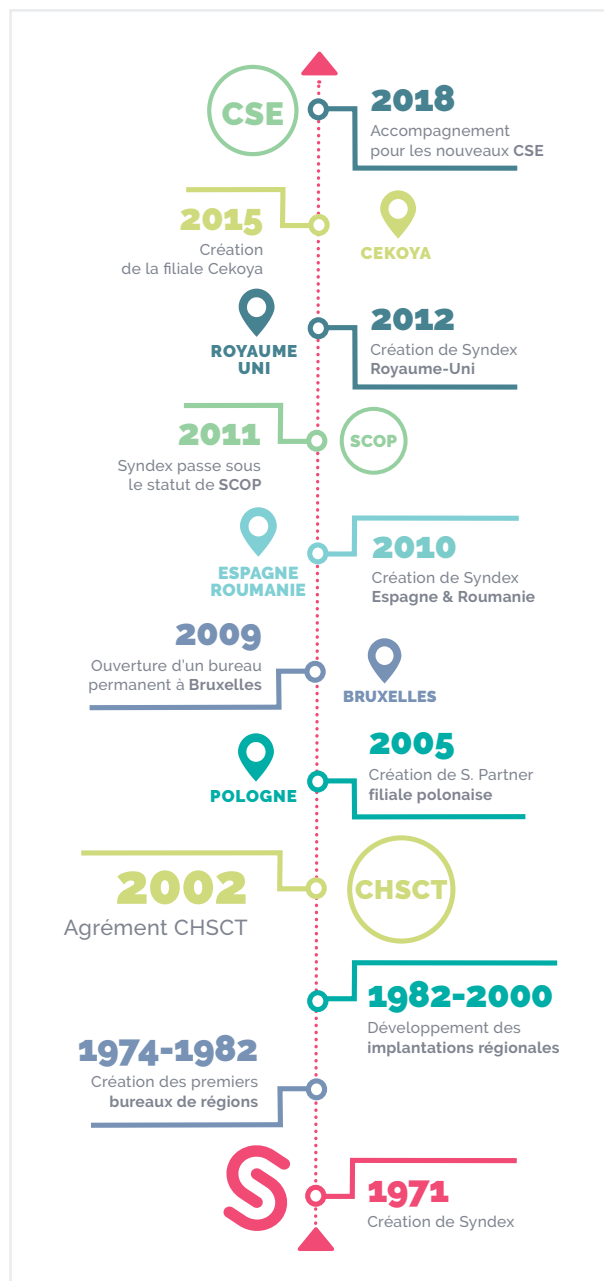 CSE
2018
Accompagnement
pour les nouveaux CSE
2015
Création
de la filiale Cekoya
CEKOYA
ROYAUME
UNI
2012
Création de Syndex
Royaume-Uni
2011
Syndex passe sous
le statut de SCOP
SCOP
ESPAGNE
ROUMANIE
2010
Création de Syndex
Espagne & Roumanie
2009
Ouverture d'un bureau
permanent à Bruxelles
BRUXELLES
POLOGNE
2005
Création de S. Partner
filiale polonaise
2002
Agrément CHSCT
CHSCT
1982-2000
Développement des
implantations régionales
1974-1982
Création des premiers
bureaux de régions
S
1971
Création de Syndex